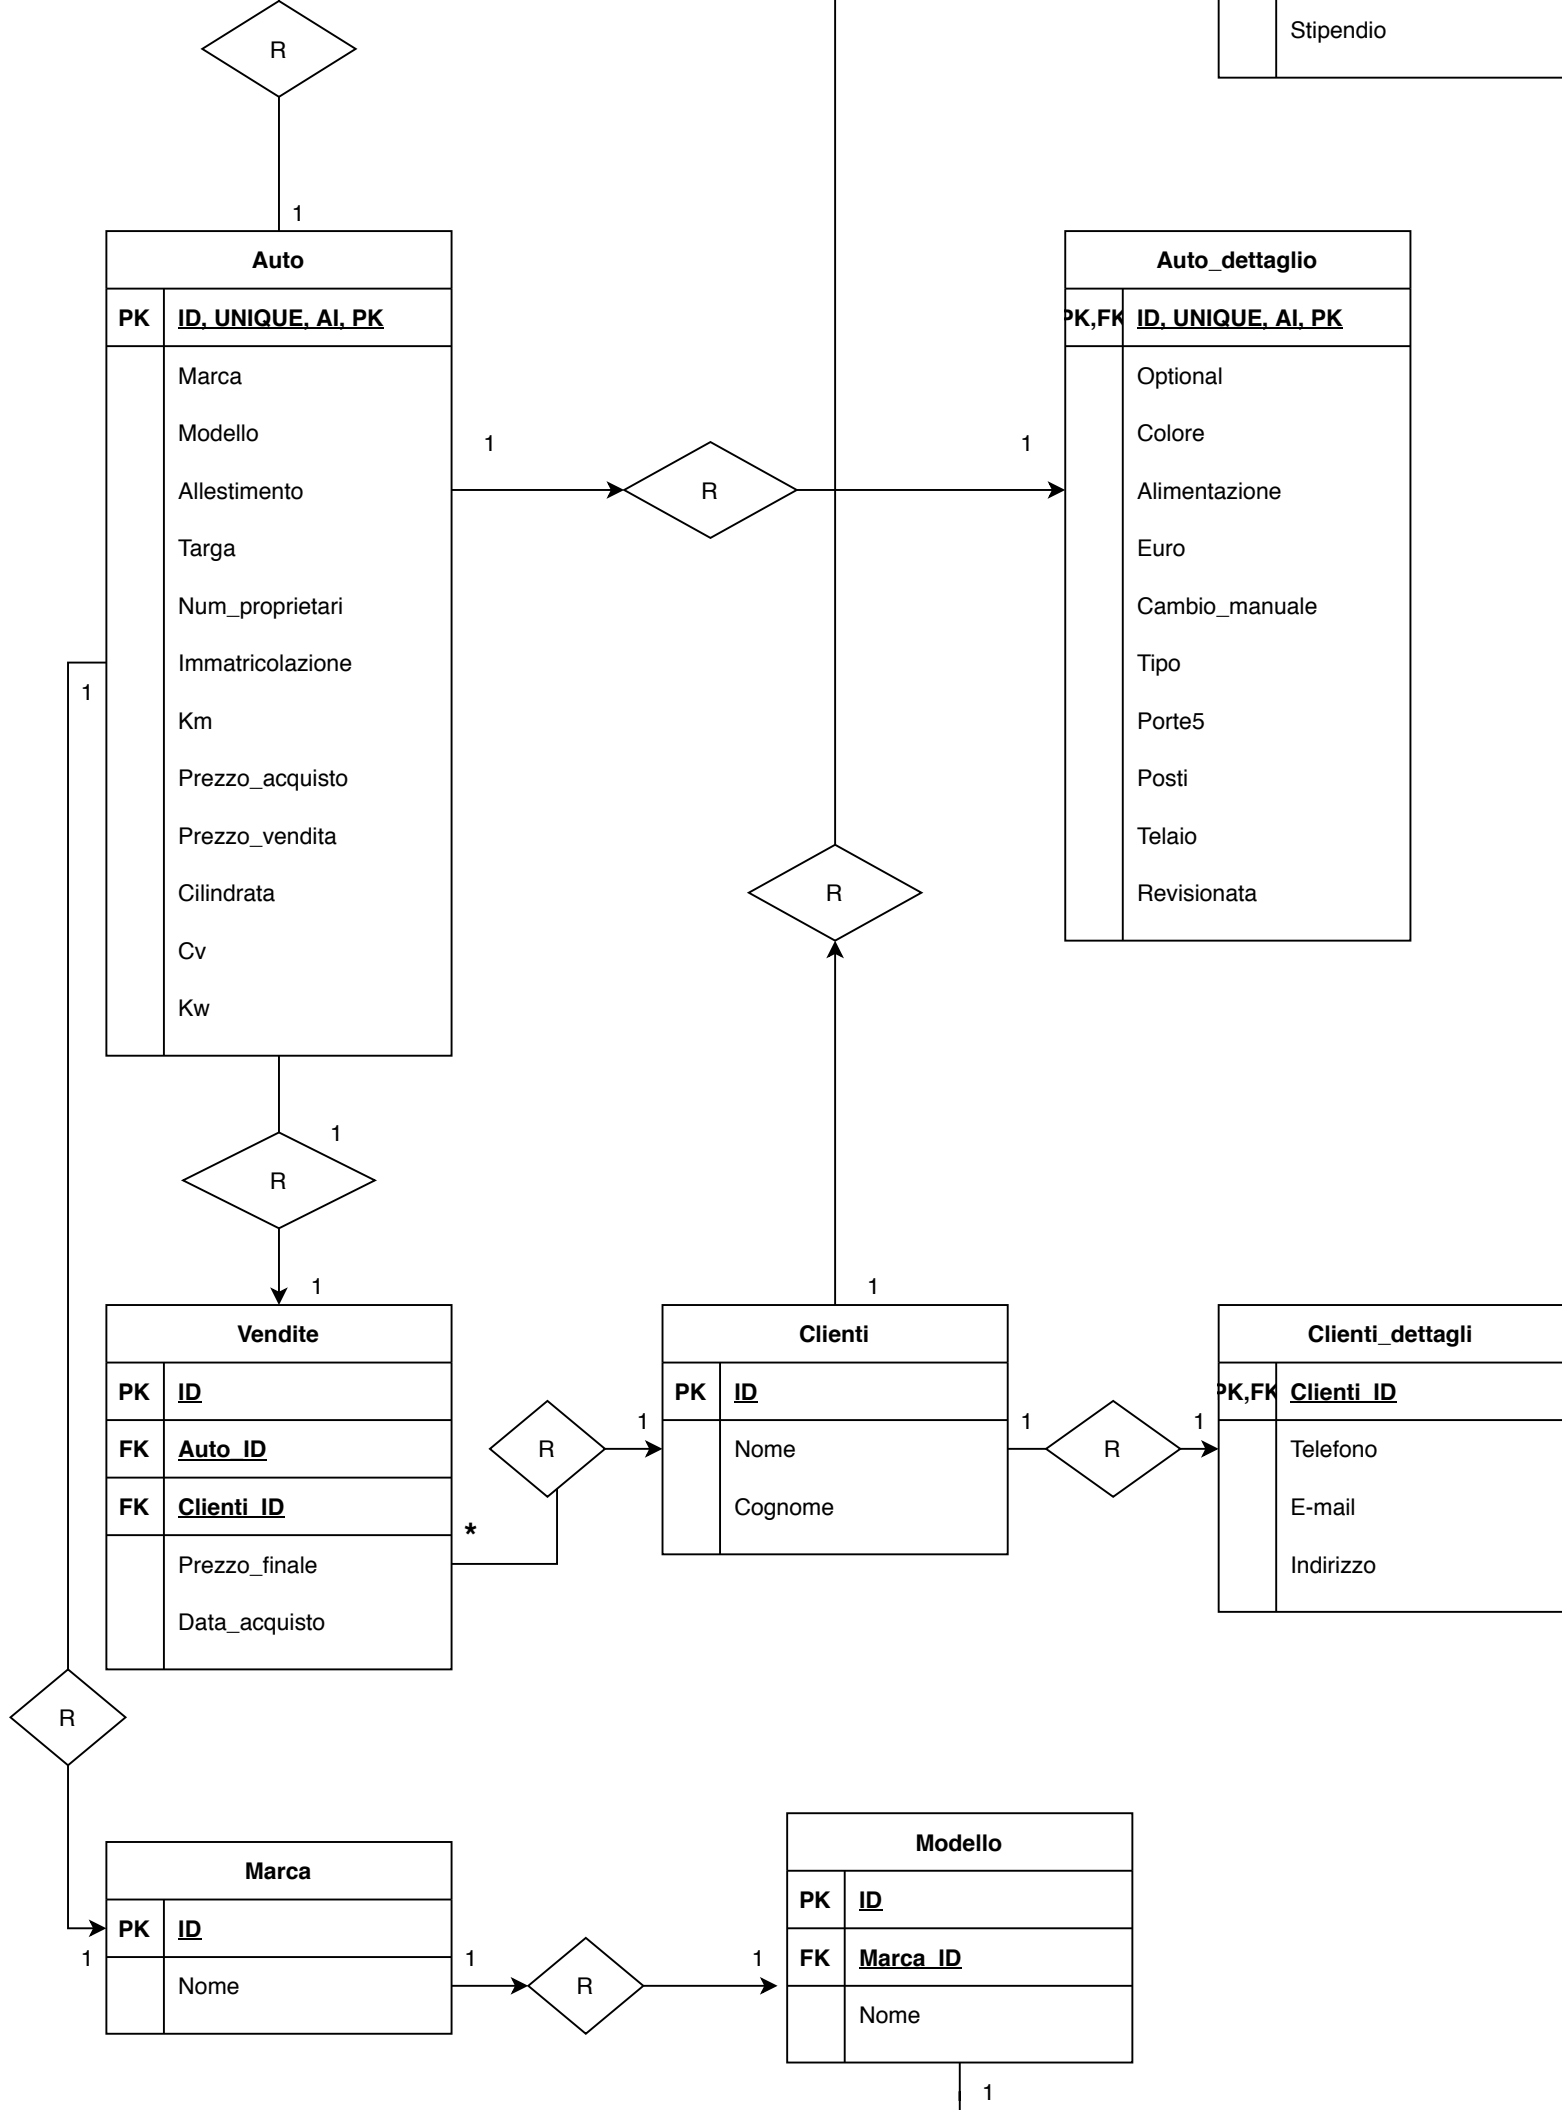 Stipendio
R
1
Auto
PK ID, UNIQUE, AI, PK
Marca
Modello
Allestimento
Targa
Num_proprietari
Immatricolazione
Km
Prezzo_acquisto
Prezzo_vendita
Cilindrata
Cv
Kw
1
R
1
Auto_dettaglio
PK,FK ID, UNIQUE, AI, PK
Optional
Colore
Alimentazione
Euro
Cambio_manuale
Tipo
Porte5
Posti
Telaio
Revisionata
1
R
1
R
1
1
Vendite
PK ID
FK Auto_ID
FK Clienti_ID
Prezzo_finale
Data_acquisto
*
R
1
Clienti
PK ID
Nome
Cognome
1
R
1
Clienti_dettagli
PK,FK Clienti_ID
Telefono
E-mail
Indirizzo
R
1
Marca
PK ID
Nome
1
R
1
Modello
PK ID
FK Marca_ID
Nome
1